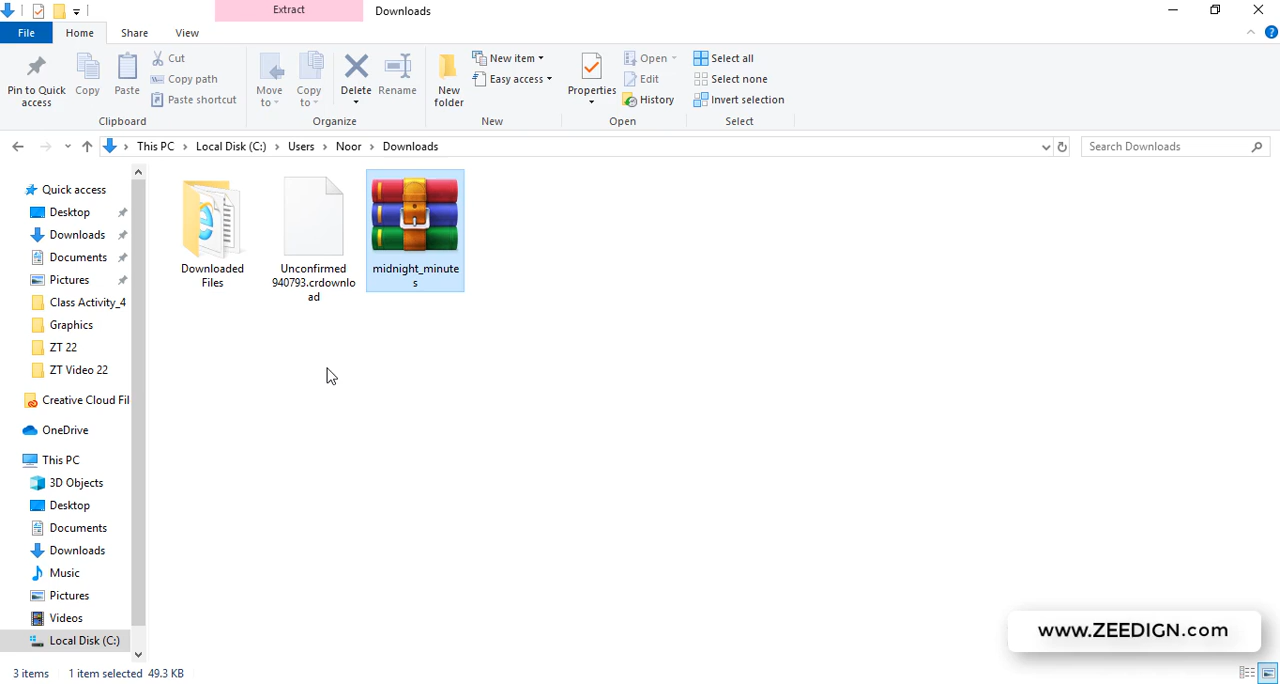 Extract
Downloads
File
Home
Share
View
Pin to Quick access
Copy
Paste
Cut
Copy path
Paste shortcut
Clipboard
Move to
Copy to
Delete
Rename
Organize
New folder
New item
Easy access
New
Properties
Open
Edit
History
Open
Select all
Select none
Invert selection
Select
This PC
Local Disk (C:)
Users
Noor
Downloads
Search Downloads
Quick access
Desktop
Downloads
Documents
Pictures
Class Activity_4
Graphics
ZT 22
ZT Video 22
Creative Cloud Fil
OneDrive
This PC
3D Objects
Desktop
Documents
Downloads
Music
Pictures
Videos
Local Disk (C:)
Downloaded
Files
Unconfirmed
940793.crdownlo
ad
midnight_minute
s
www.ZEEDIGN.com
3 items
1 item selected
49.3 KB